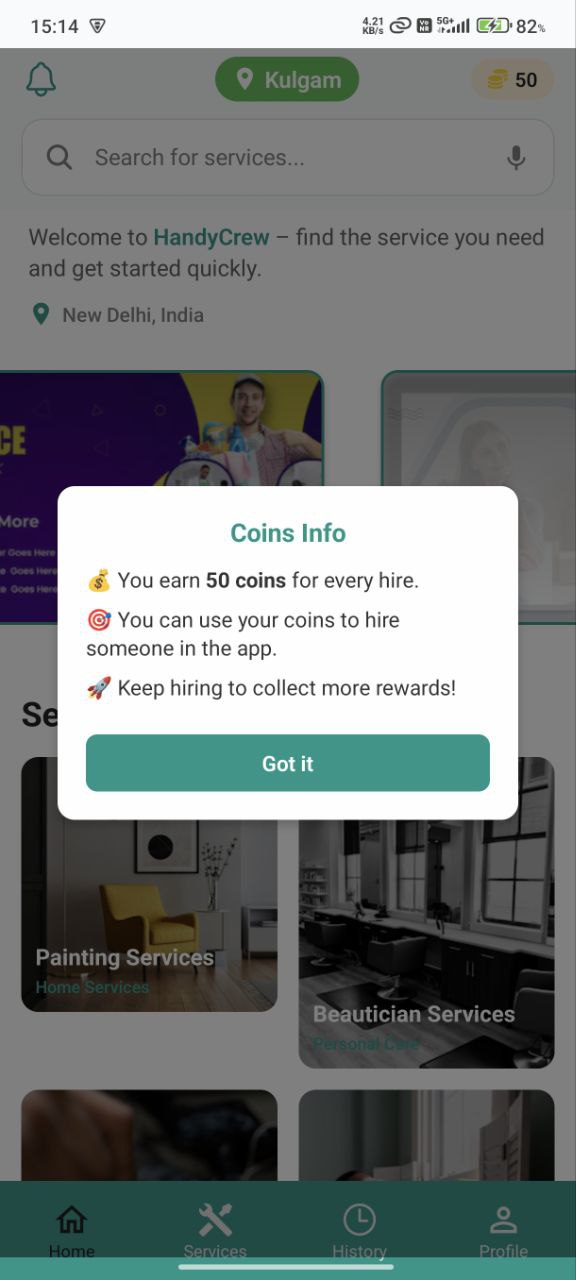 15:14
4.21
KB/s
Vo
NR
5G+
82%
Kulgam
50
Search for services...
Welcome to HandyCrew – find the service you need
and get started quickly.
New Delhi, India
CE
More
r Goes Here
e Goes Here
e Goes Here
Coins Info
💰 You earn 50 coins for every hire.
🎯 You can use your coins to hire
someone in the app.
🚀 Keep hiring to collect more rewards!
Got it
Se
Painting Services
Home Services
Beautician Services
Personal Care
Home
Services
History
Profile